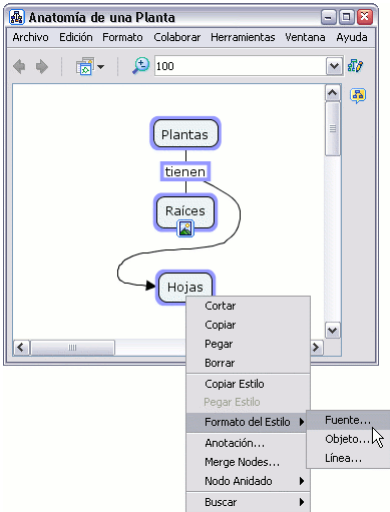 Anatomía de una Planta
Archivo Edición Formato Colaborar Herramientas Ventana Ayuda
100
Plantas
tienen
Raíces
Hojas
Cortar
Copiar
Pegar
Borrar
Copiar Estilo
Pegar Estilo
Formato del Estilo
Fuente...
Objeto...
Línea...
Anotación...
Merge Nodes...
Nodo Anidado
Buscar